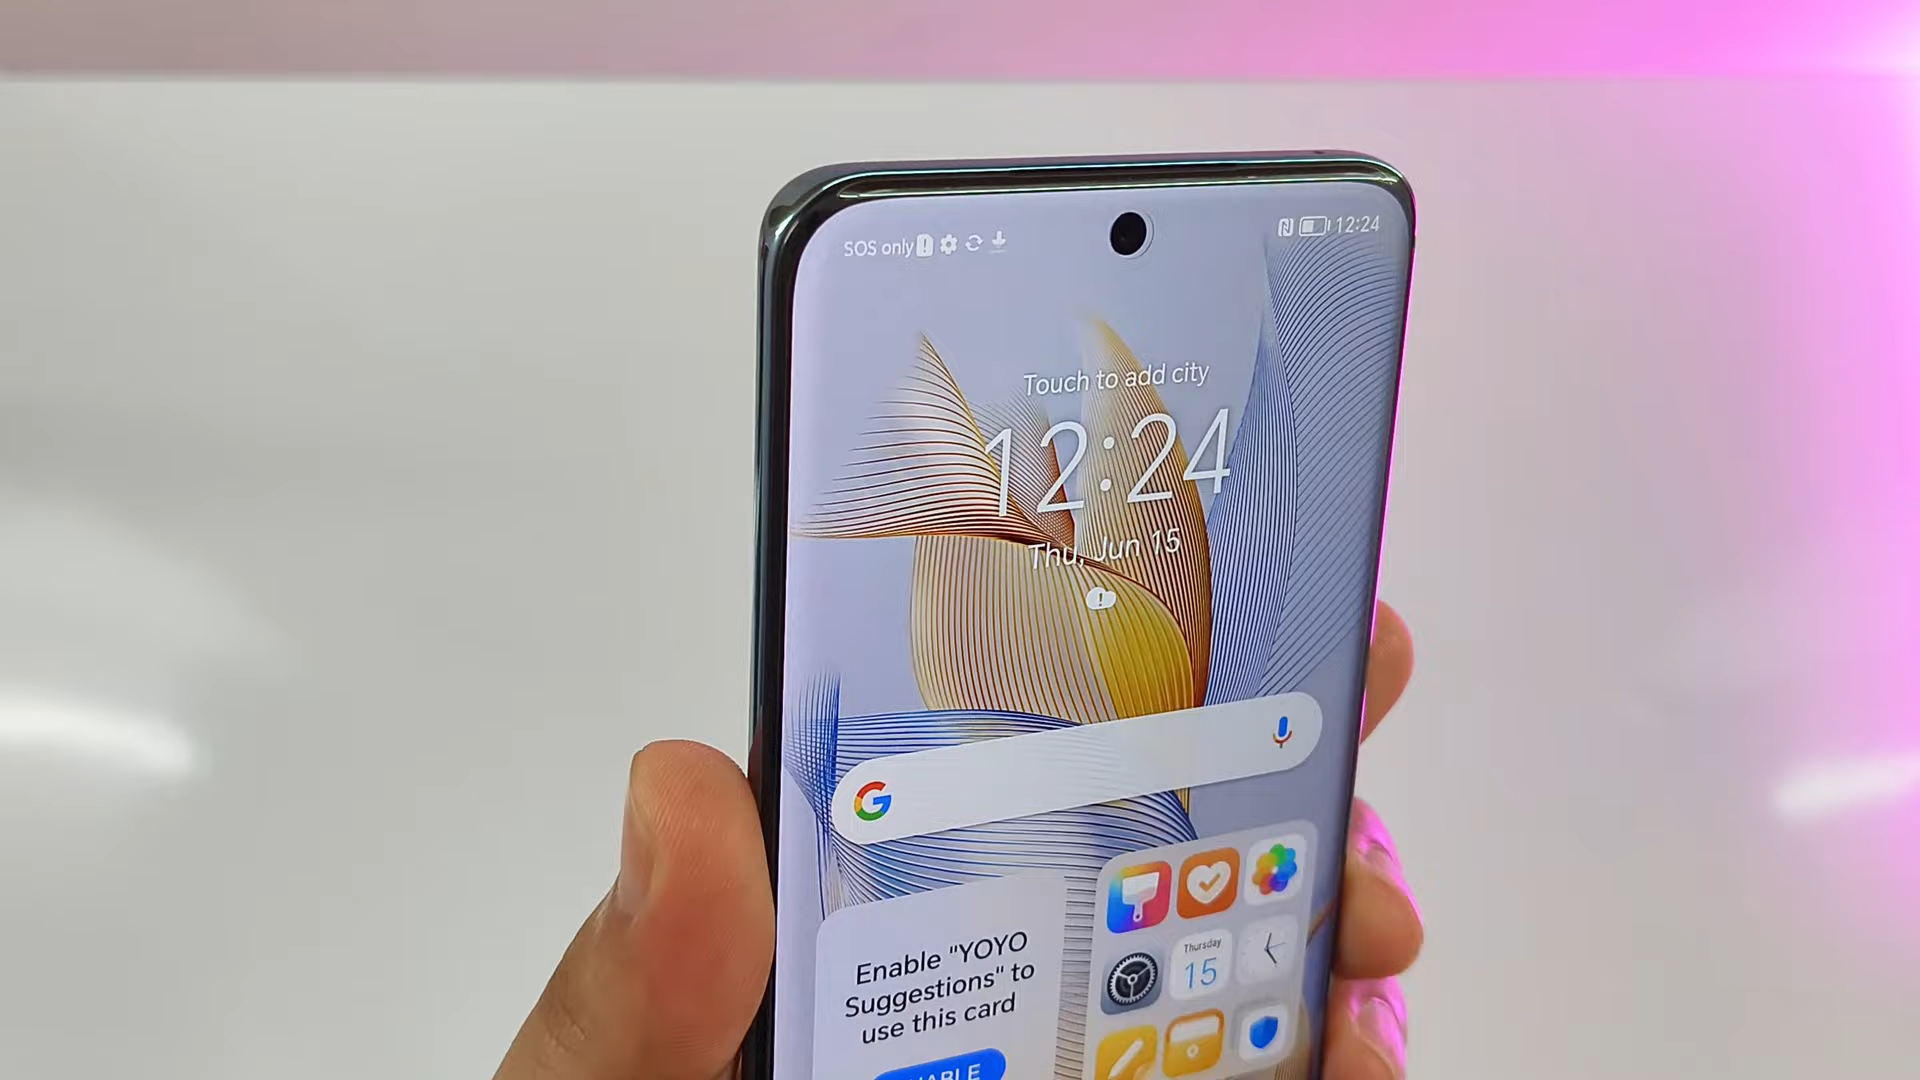 SOS only
12:24
Touch to add city
12:24
Thu, Jun 15
Enable "YOYO
Suggestions" to
use this card
Thursday
15